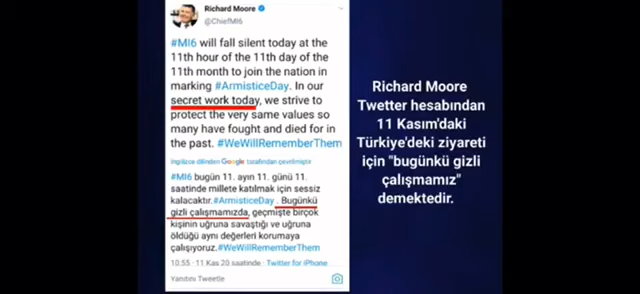 Richard Moore
@ChiefMI6
#MI6 will fall silent today at the
11th hour of the 11th day of the
11th month to join the nation in
marking #ArmisticeDay. In our
secret work today, we strive to
protect the very same values so
many have fought and died for in
the past. #WeWillRememberThem
İngilizce dilinden Google tarafından çevrilmiştir
#MI6 bugün 11. ayın 11. günü 11.
saatinde millete katılmak için sessiz
kalacaktır.#ArmisticeDay . Bugünkü
gizli çalışmamızda, geçmişte birçok
kişinin uğruna savaştığı ve uğruna
öldüğü aynı değerleri korumaya
çalışıyoruz.#WeWillRememberThem
10:55 · 11 Kas 20 saatinde · Twitter for iPhone
Yanıtını Tweetle
Richard Moore
Twetter hesabından
11 Kasım'daki
Türkiye'deki ziyareti
için "bugünkü gizli
çalışmamız"
demektedir.